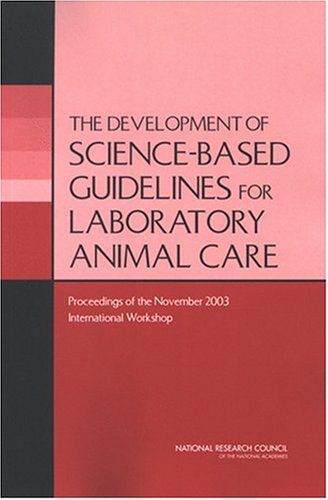 THE DEVELOPMENT OF
SCIENCE-BASED
GUIDELINES FOR
LABORATORY
ANIMAL CARE
Proceedings of the November 2003
International Workshop
NATIONAL RESEARCH COUNCIL
OF THE NATIONAL ACADEMIES